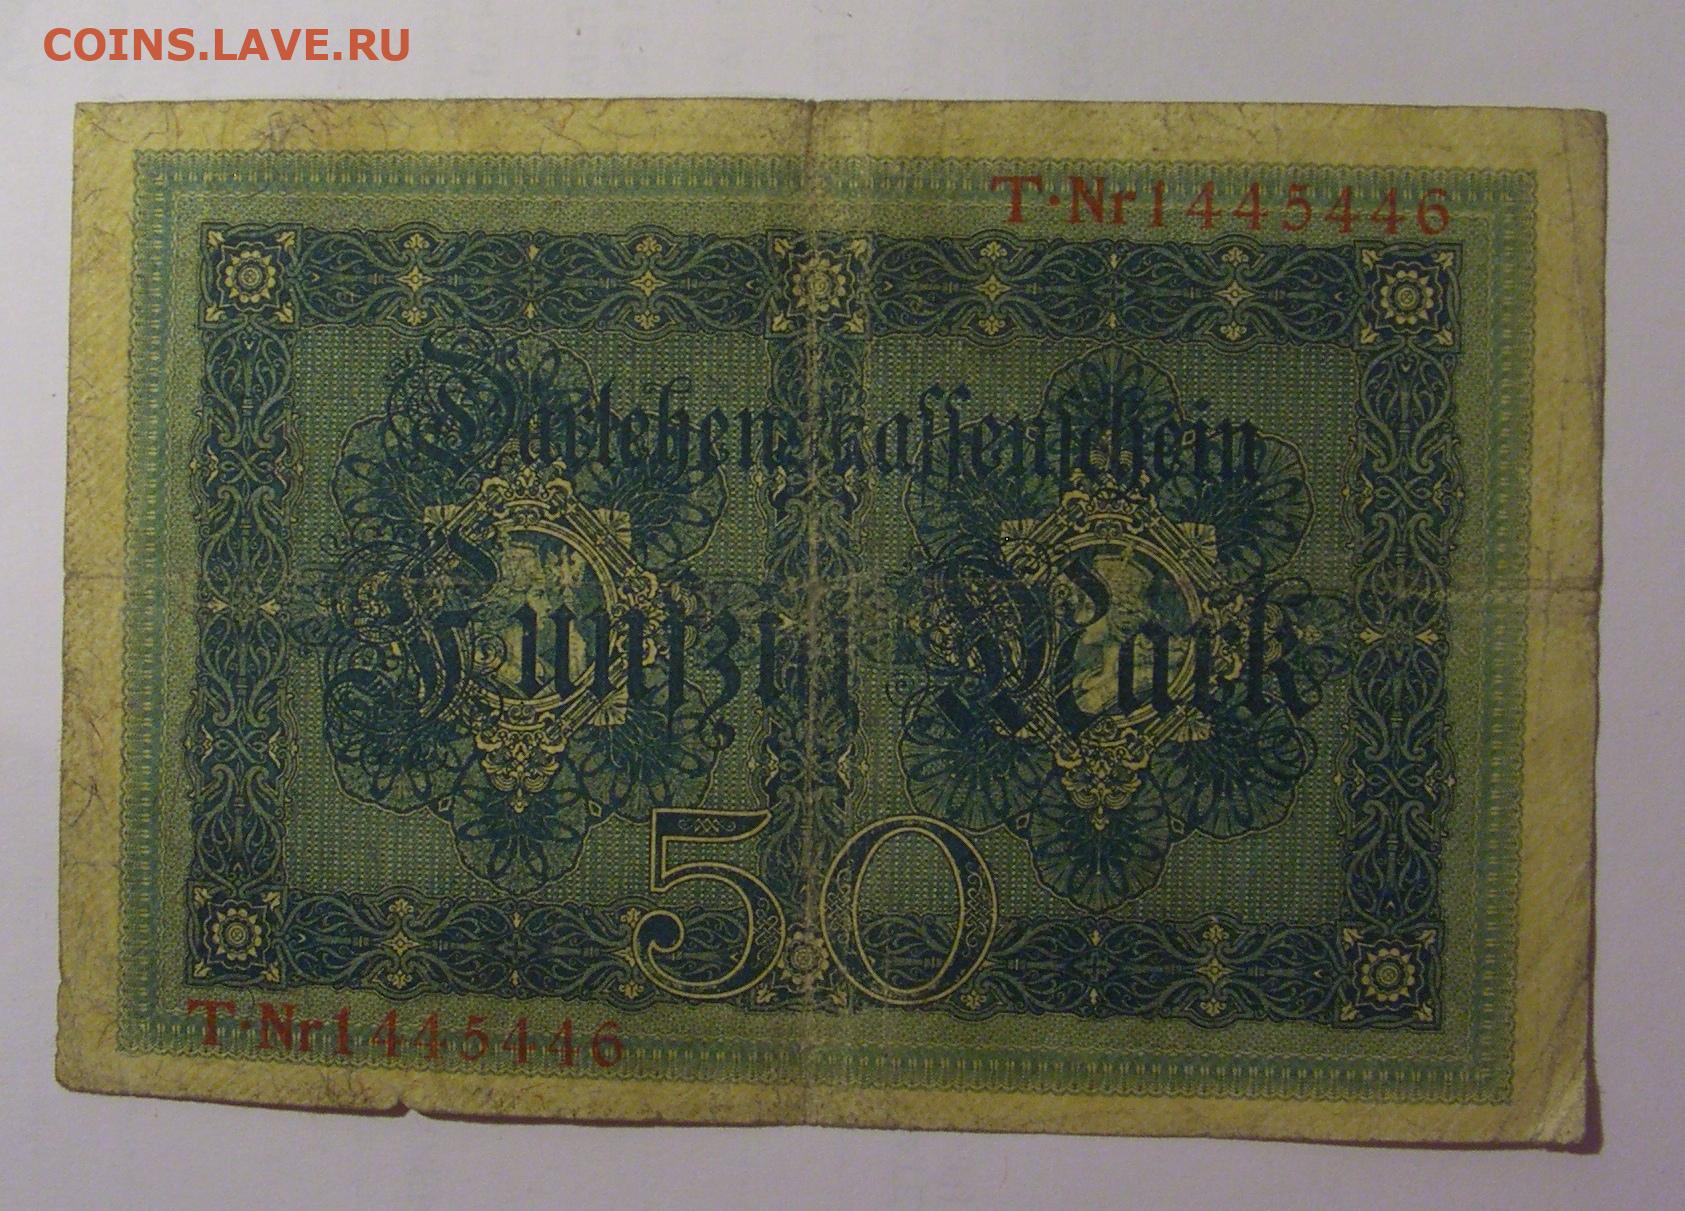 COINS.LAVE.RU
T·Nr1445446
Darlehenskassenschein
Fünfzig Mark
50
T·Nr1445446